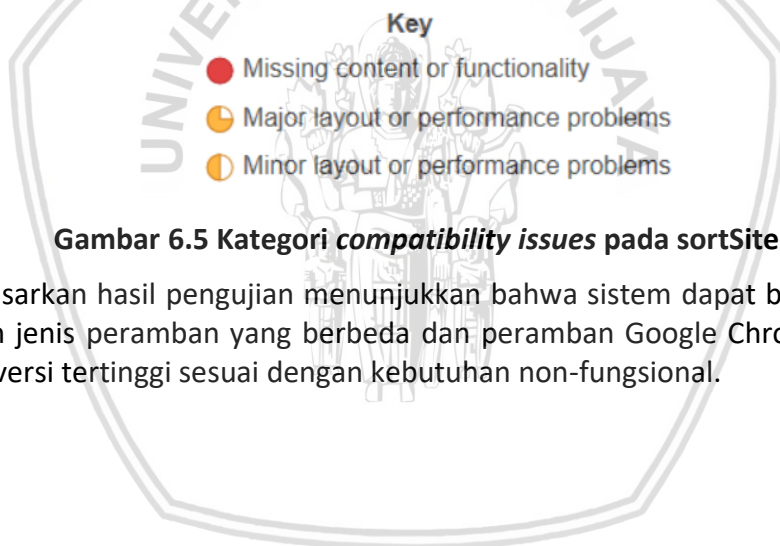 Key
Missing content or functionality
Major layout or performance problems
Minor layout or performance problems
Gambar 6.5 Kategori compatibility issues pada sortSite
sarkan hasil pengujian menunjukkan bahwa sistem dapat b
n jenis peramban yang berbeda dan peramban Google Chro
versi tertinggi sesuai dengan kebutuhan non-fungsional.